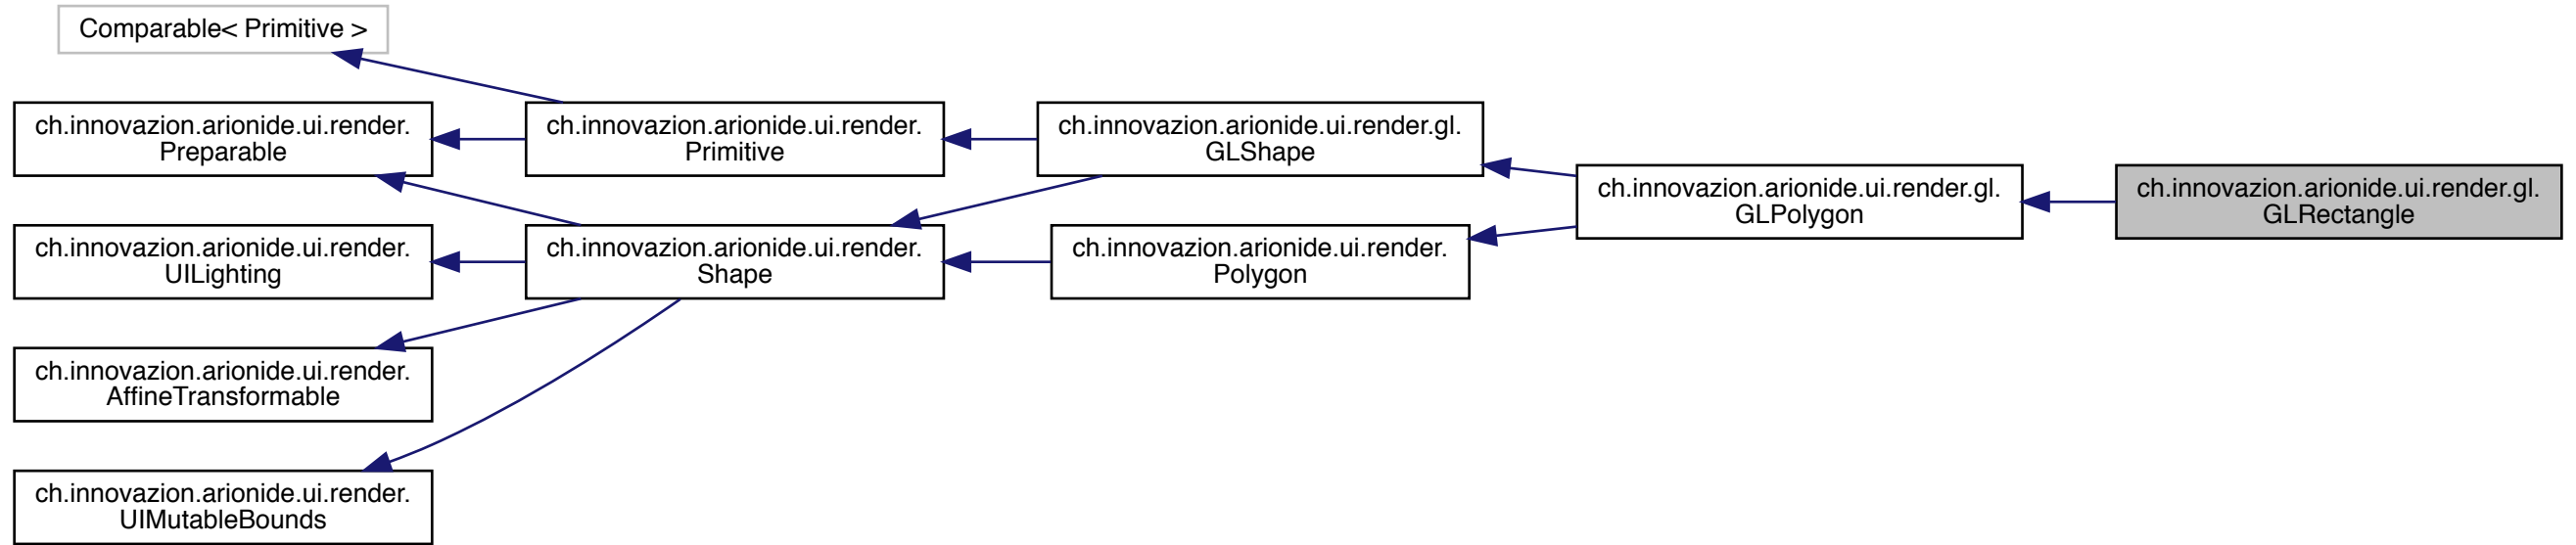 Comparable< Primitive >
ch.innovazion.arionide.ui.render.
Preparable
ch.innovazion.arionide.ui.render.
Primitive
ch.innovazion.arionide.ui.render.gl.
GLShape
ch.innovazion.arionide.ui.render.gl.
GLPolygon
ch.innovazion.arionide.ui.render.gl.
GLRectangle
ch.innovazion.arionide.ui.render.
UILighting
ch.innovazion.arionide.ui.render.
Shape
ch.innovazion.arionide.ui.render.
Polygon
ch.innovazion.arionide.ui.render.
AffineTransformable
ch.innovazion.arionide.ui.render.
UIMutableBounds